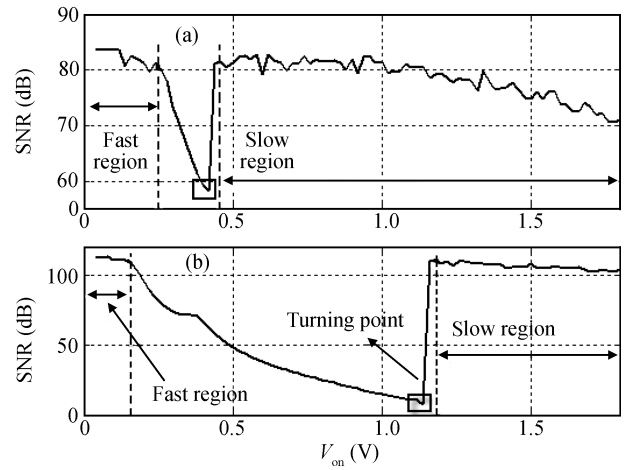 90
80
70
60
SNR (dB)
(a)
Fast
region
Slow
region
0
0.5
1.0
1.5
100
50
0
SNR (dB)
(b)
Turning point
Slow region
Fast region
0
0.5
1.0
1.5
Von (V)